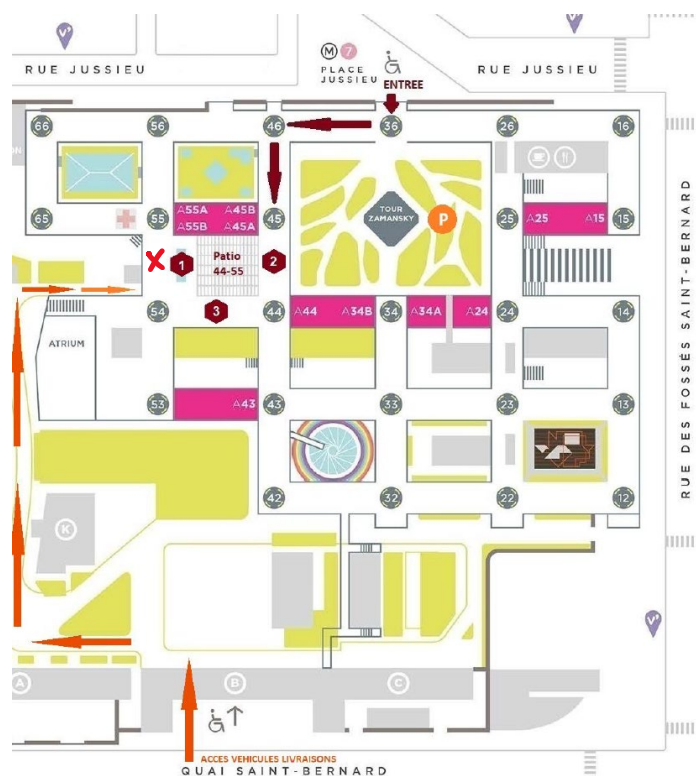 V'
V'
RUE JUSSIEU
M 7
PLACE
JUSSIEU
RUE JUSSIEU
ENTREE
66
56
46
36
26
16
A55A A45B
A55B A45A
TOUR
ZAMANSKY
P
65
55
45
25
A25 A15
15
1
Patio
44-55
2
3
54
44
A44 A34B
34
A34A A24
24
14
ATRIUM
53
A43
43
33
23
13
42
32
22
12
K
RUE DES FOSSÉS SAINT-BERNARD
V'
A
B
C
ACCES VEHICULES LIVRAISONS
QUAI SAINT-BERNARD